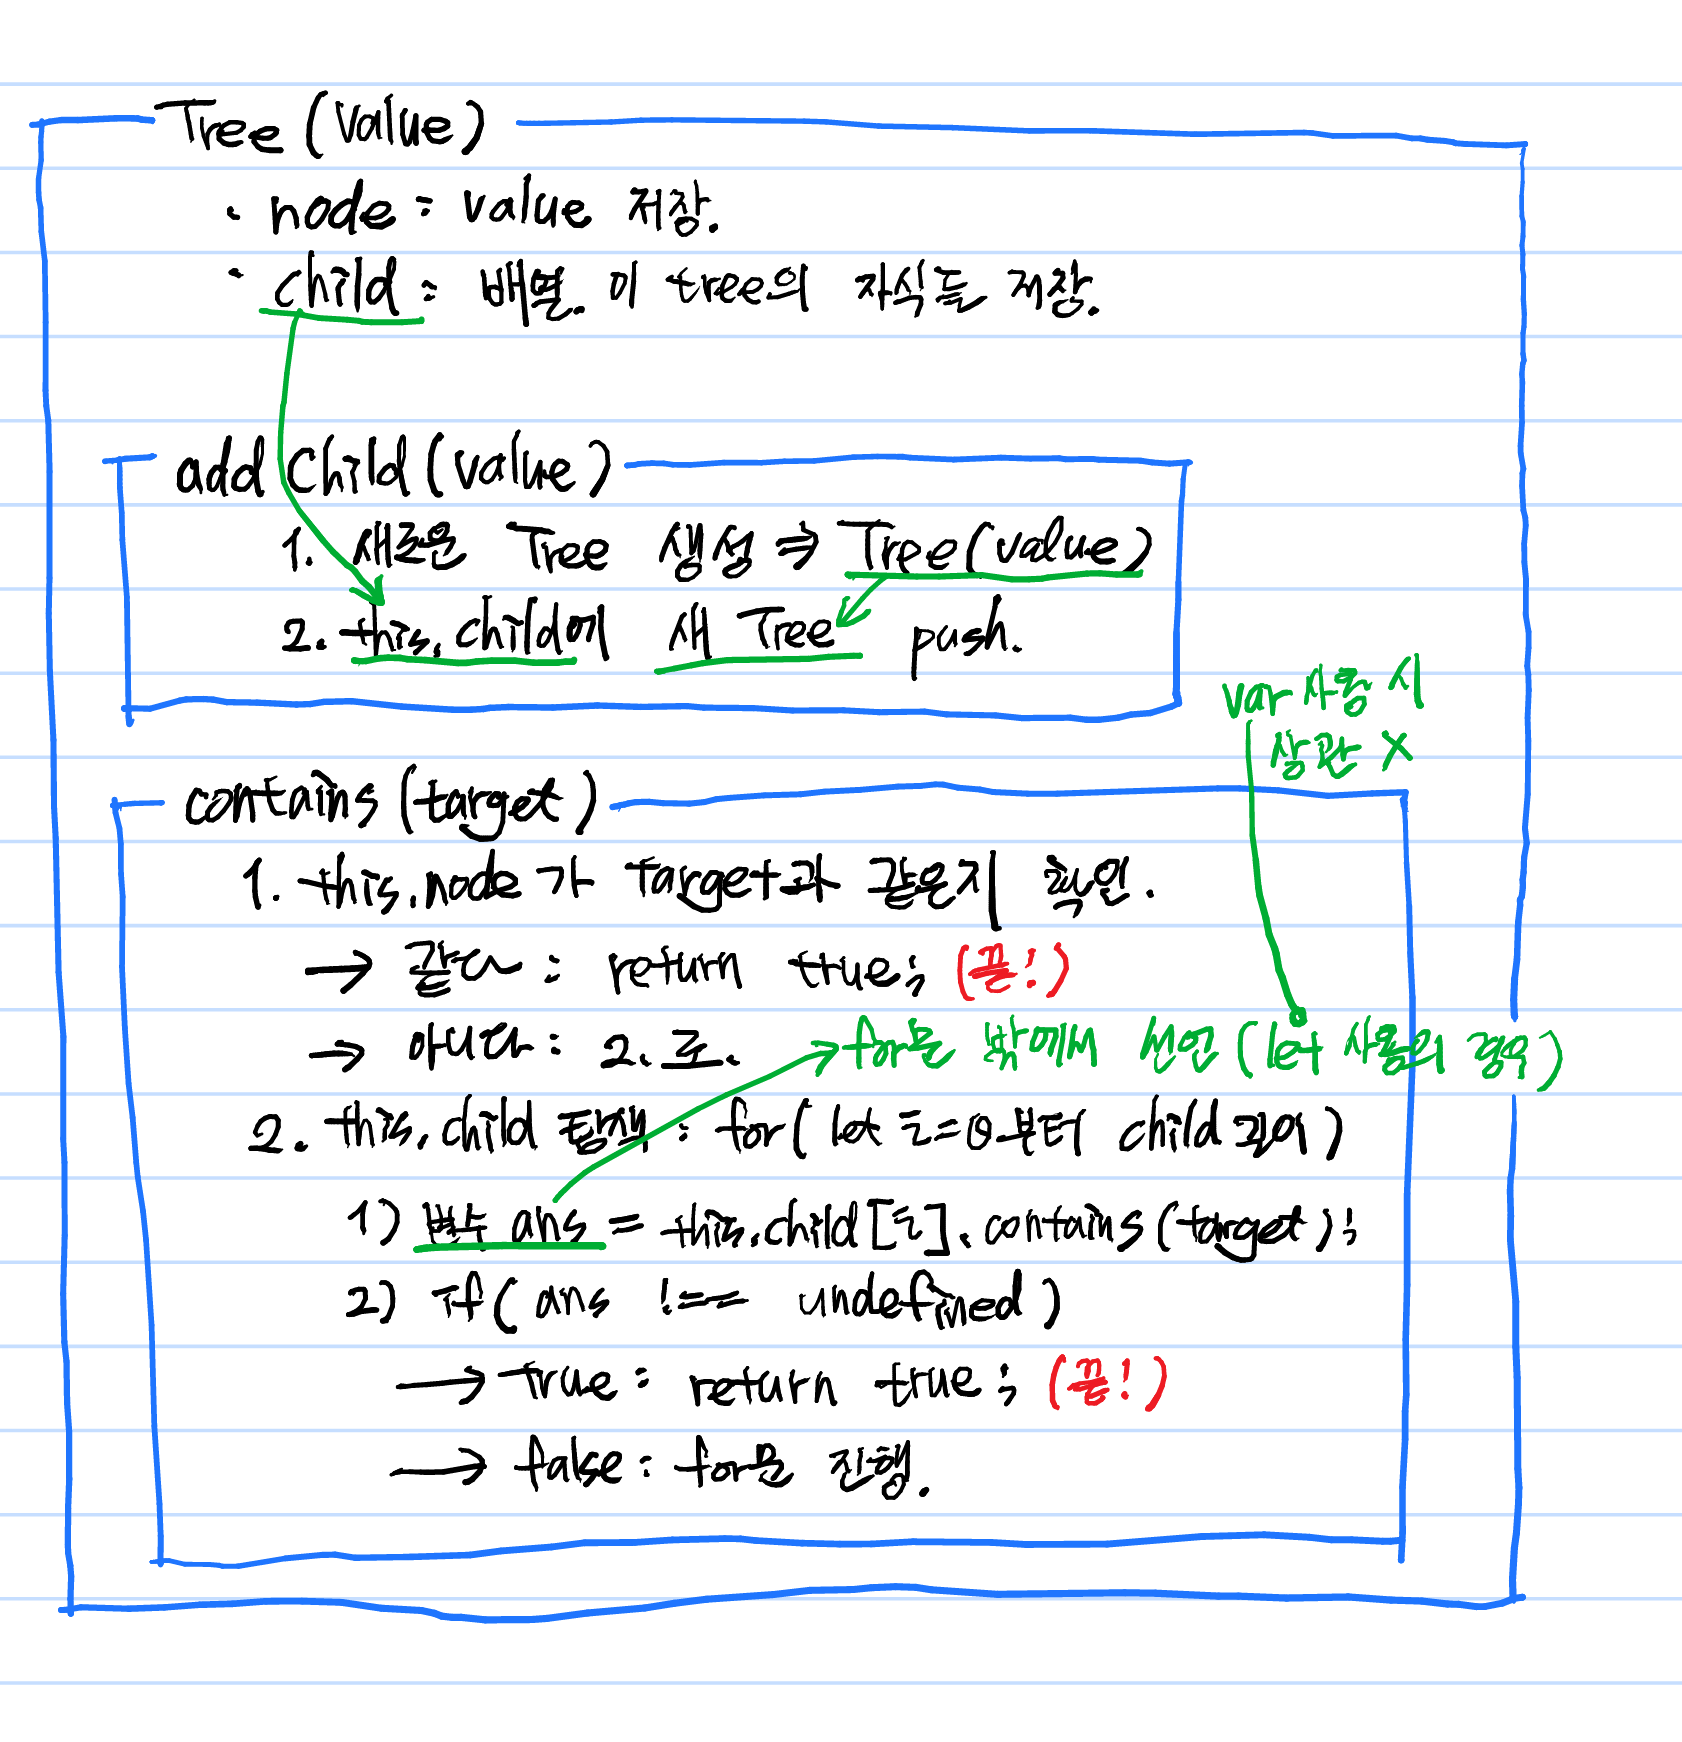 Tree (Value)
· node : value 저장.
· child : 배열. 이 tree의 자식들 저장.
add Child (value)
1. 새로운 Tree 생성 ⇒ Tree(value)
2. this.child에 새 Tree push.
var 사용 시
상관 X
contains (target)
1. this.node가 target과 같은지 확인.
→ 같다 : return true; (끝!)
→ 아니다 : 2. 로.
for문 밖에서 선언 (let 사용의 경우)
2. this.child 탐색 : for( let i=0부터 child 길이)
1) 변수 ans = this.child[i].contains(target);
2) if( ans !== undefined )
→ true : return true; (끝!)
→ false : for문 진행.